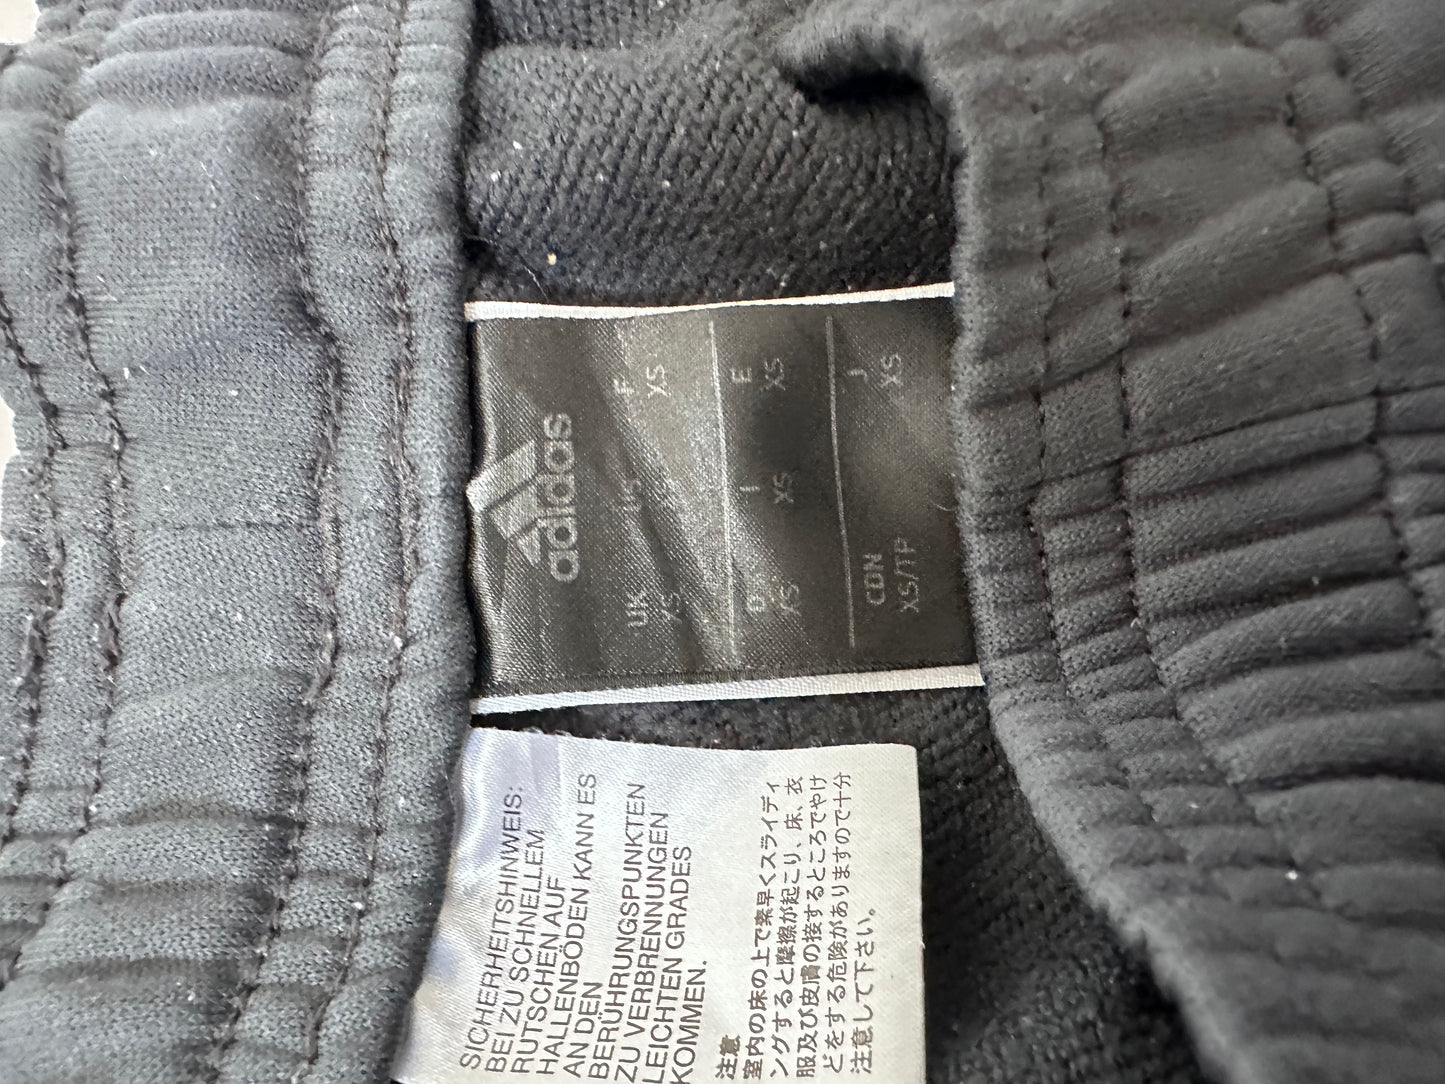 adidas
UK US F
XS XS
D I E
XS XS XS
CDN J
XS/TP XS
SICHERHEITSHINWEIS:
BEI ZU SCHNELLEM
RUTSCHEN AUF
HALLENBÖDEN KANN ES
AN DEN
BERÜHRUNGSPUNKTEN
ZU VERBRENNUNGEN
LEICHTEN GRADES
KOMMEN.
注意
室内の床の上で素早くスライディ
ングすると摩擦が起こり、床、衣
服及び皮膚の接するところでやけ
どをする危険がありますので十分
注意して下さい。